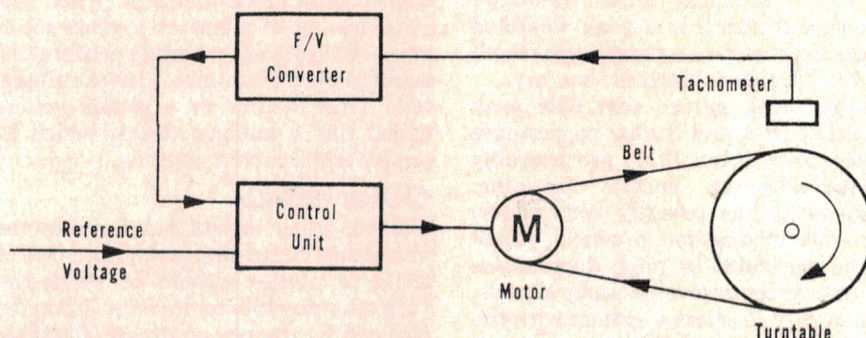 F/V
Converter
Tachometer
Belt
Control
Unit
M
Reference
Voltage
Motor
Turntable